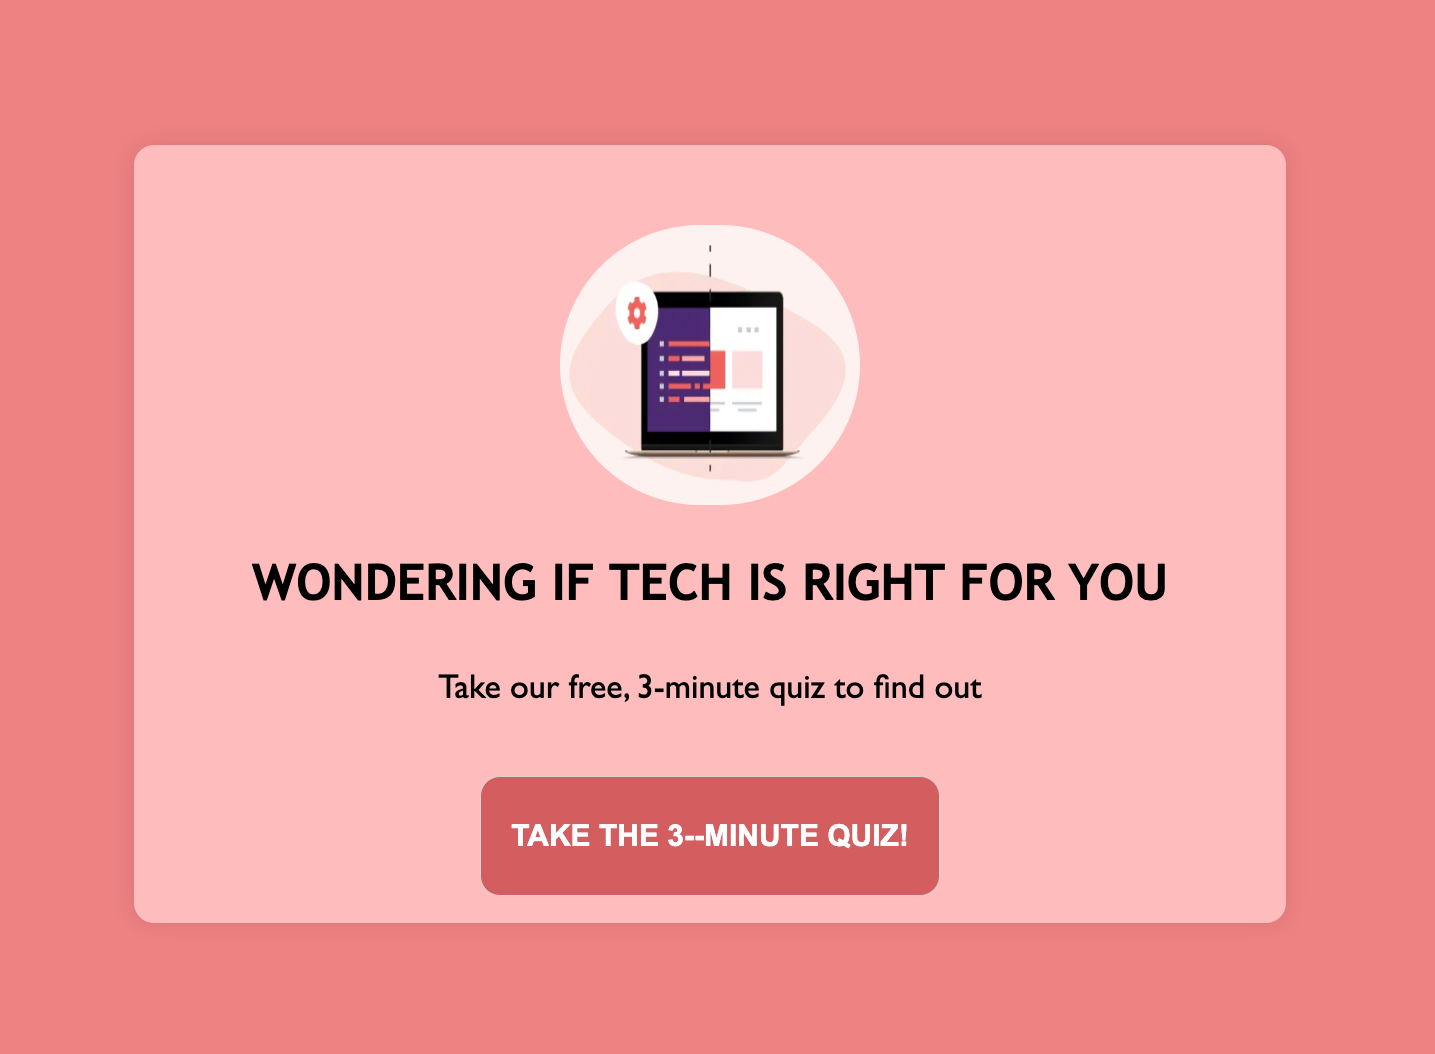 WONDERING IF TECH IS RIGHT FOR YOU
Take our free, 3-minute quiz to find out
TAKE THE 3--MINUTE QUIZ!